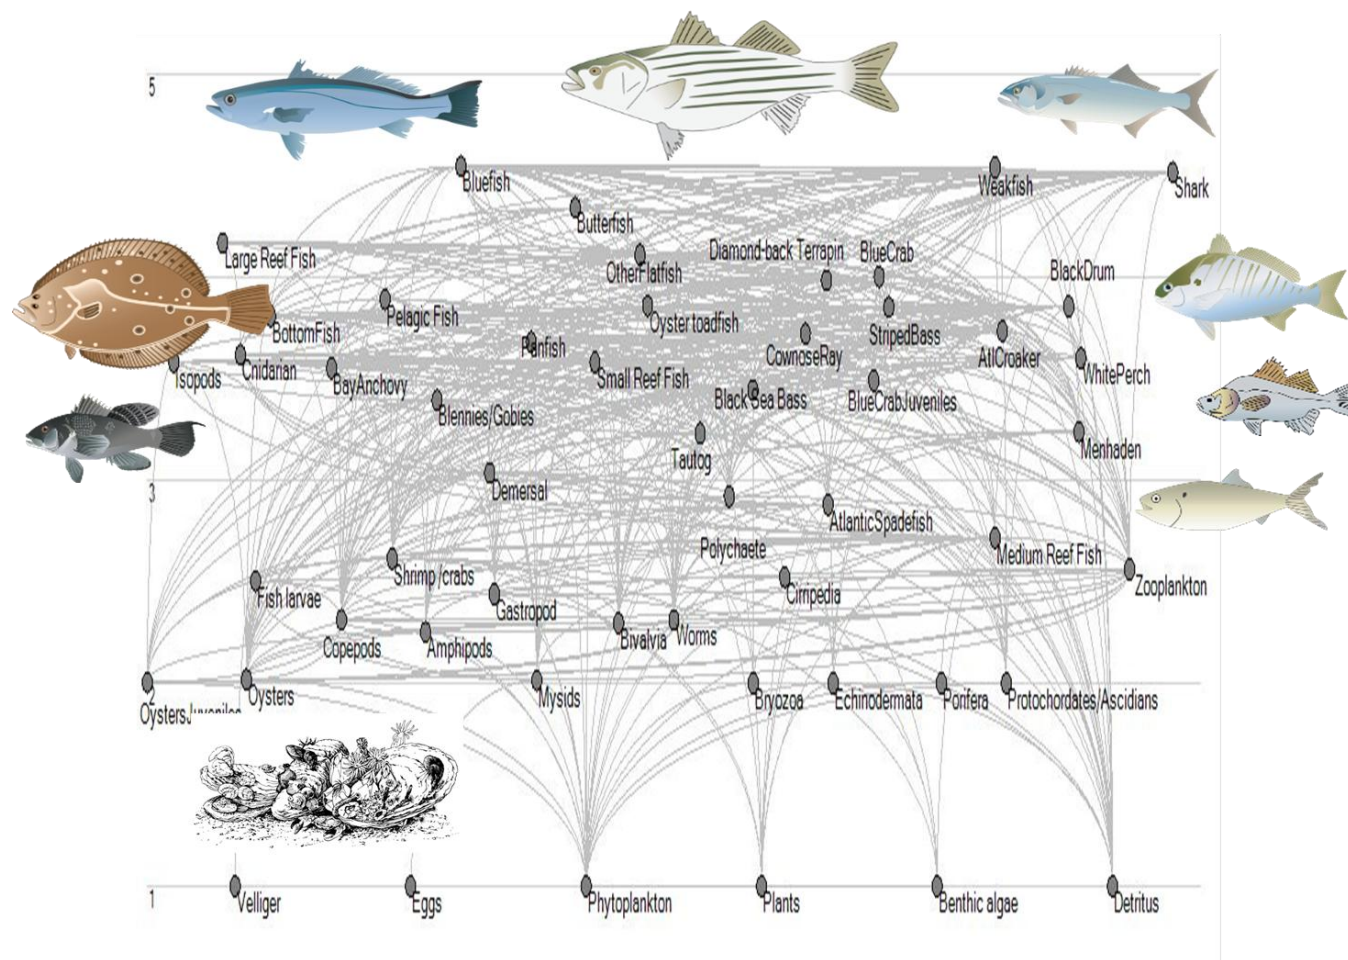 5
Bluefish
Weakfish
Shark
Butterfish
Large Reef Fish
OtherFlatfish
Diamond-back Terrapin
BlueCrab
BlackDrum
Pelagic Fish
BottomFish
Oyster toadfish
StripedBass
Panfish
CownoseRay
AtlCroaker
Isopods
Cnidarian
BayAnchovy
Small Reef Fish
WhitePerch
Black Sea Bass
BlueCrabJuveniles
Blennies/Gobies
Tautog
Menhaden
3
Demersal
AtlanticSpadefish
Polychaete
Medium Reef Fish
Shrimp /crabs
Zooplankton
Fish larvae
Cirripedia
Gastropod
Copepods
Amphipods
Bivalvia
Worms
2
Oysters
Mysids
Bryozoa
Echinodermata
Porifera
Protochordates/Ascidians
OystersJuveniles
1
Velliger
Eggs
Phytoplankton
Plants
Benthic algae
Detritus